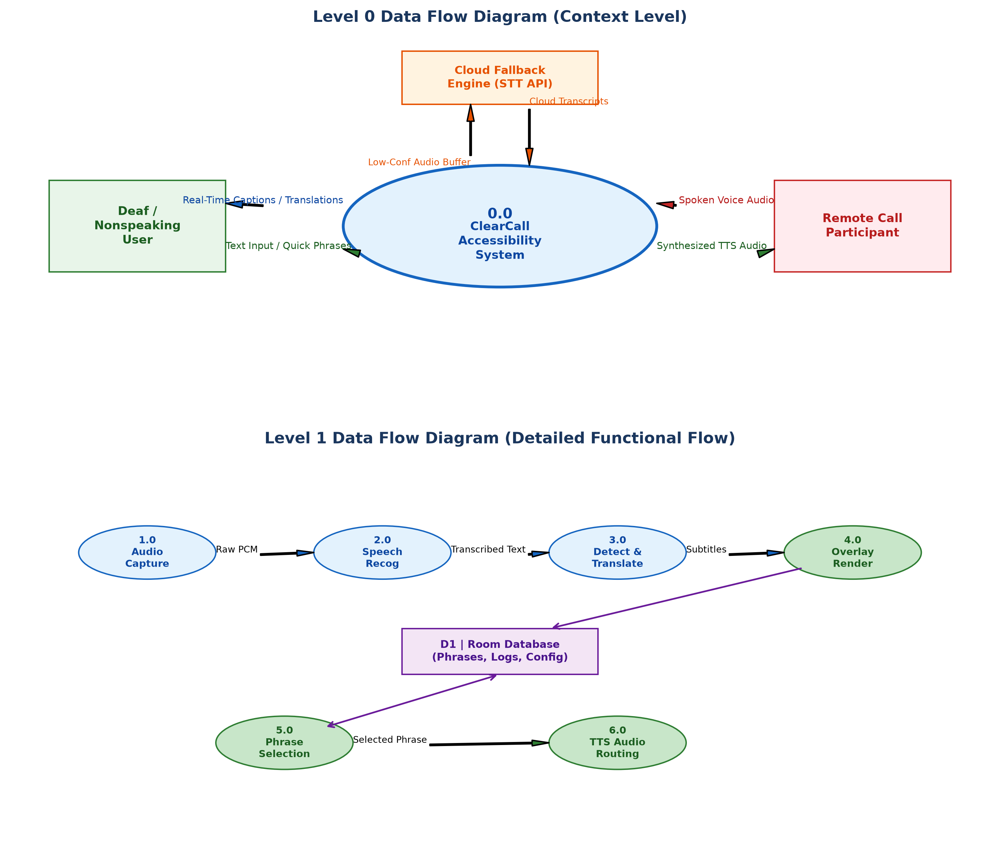 Level 0 Data Flow Diagram (Context Level)
Cloud Fallback
Engine (STT API)
Cloud Transcripts
Low-Conf Audio Buffer
Deaf /
Nonspeaking
User
Real-Time Captions / Translations
Text Input / Quick Phrases
0.0
ClearCall
Accessibility
System
Spoken Voice Audio
Synthesized TTS Audio
Remote Call
Participant
Level 1 Data Flow Diagram (Detailed Functional Flow)
1.0
Audio
Capture
Raw PCM
2.0
Speech
Recog
Transcribed Text
3.0
Detect &
Translate
Subtitles
4.0
Overlay
Render
D1 | Room Database
(Phrases, Logs, Config)
5.0
Phrase
Selection
Selected Phrase
6.0
TTS Audio
Routing